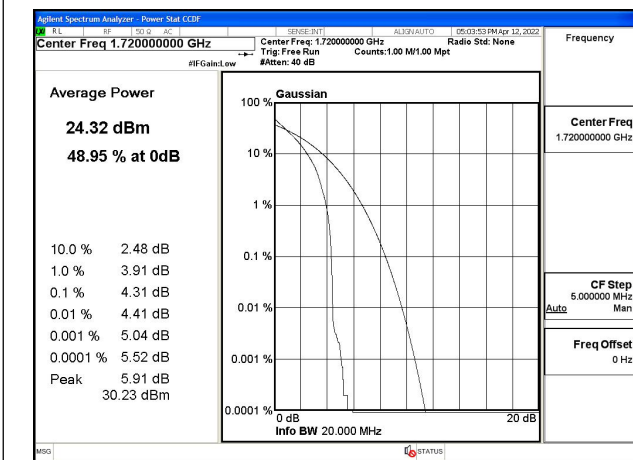 Agilent Spectrum Analyzer - Power Stat CCDF
LXI RL RF 50 Ω AC SENSE:INT ALIGN AUTO 05:03:53 PM Apr 12, 2022
Center Freq 1.720000000 GHz
Center Freq: 1.720000000 GHz Radio Std: None
Trig: Free Run Counts:1.00 M/1.00 Mpt
#IFGain:Low #Atten: 40 dB
Frequency
Average Power
24.32 dBm
48.95 % at 0dB
10.0 % 2.48 dB
1.0 % 3.91 dB
0.1 % 4.31 dB
0.01 % 4.41 dB
0.001 % 5.04 dB
0.0001 % 5.52 dB
Peak 5.91 dB
30.23 dBm
Gaussian
100 %
10 %
1 %
0.1 %
0.01 %
0.001 %
0.0001 %
0 dB 20 dB
Info BW 20.000 MHz
Center Freq
1.720000000 GHz
CF Step
5.000000 MHz
Auto Man
Freq Offset
0 Hz
MSG STATUS